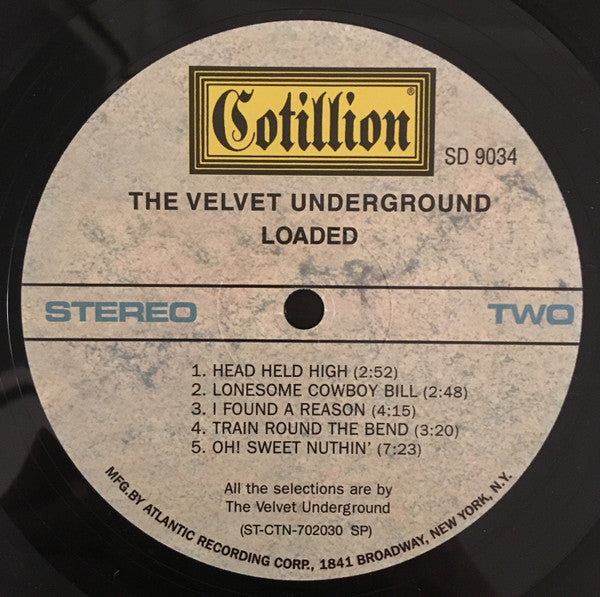 Cotillion®
SD 9034
THE VELVET UNDERGROUND
LOADED
STEREO TWO
1. HEAD HELD HIGH (2:52)
2. LONESOME COWBOY BILL (2:48)
3. I FOUND A REASON (4:15)
4. TRAIN ROUND THE BEND (3:20)
5. OH! SWEET NUTHIN' (7:23)
All the selections are by
The Velvet Underground
(ST-CTN-702030 SP)
MFG.BY ATLANTIC RECORDING CORP., 1841 BROADWAY, NEW YORK, N.Y.